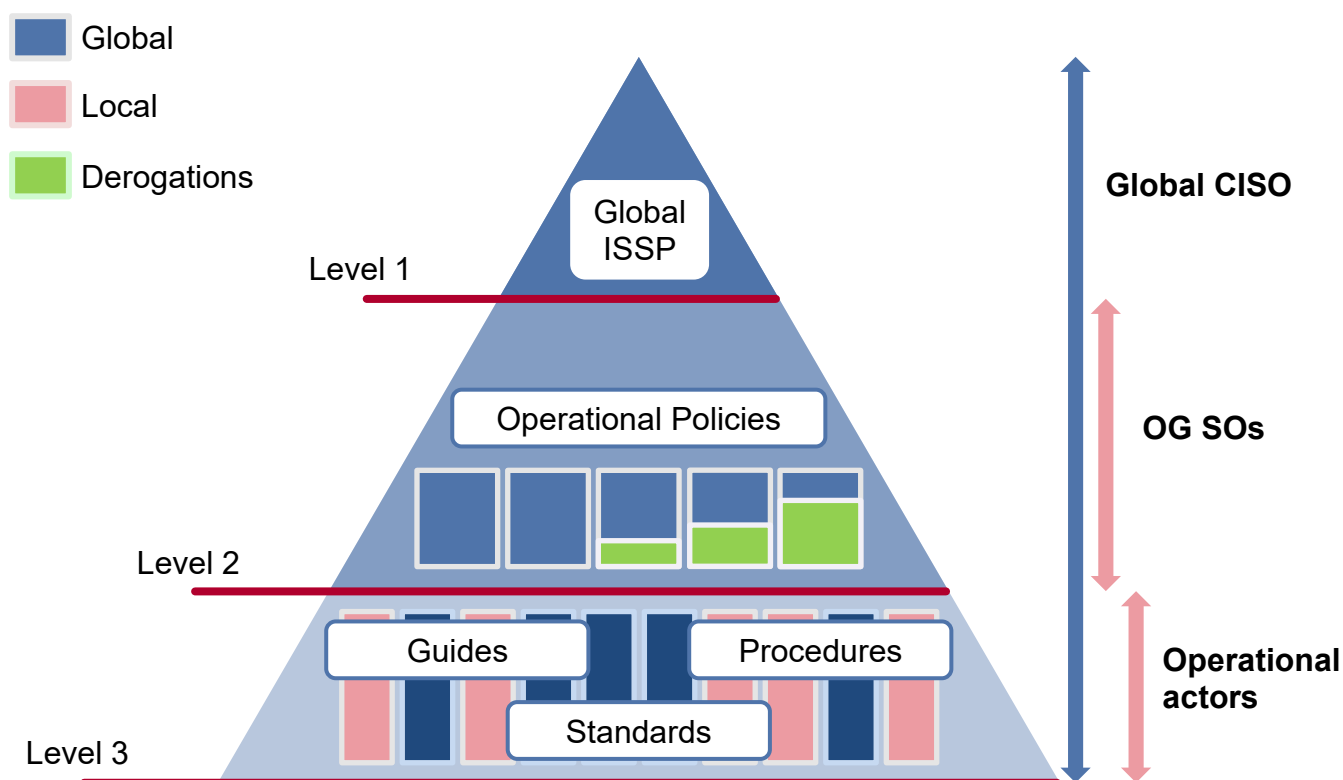 Global
Local
Derogations
Global
ISSP
Global CISO
Level 1
Operational Policies
OG SOs
Level 2
Guides
Procedures
Operational
actors
Standards
Level 3